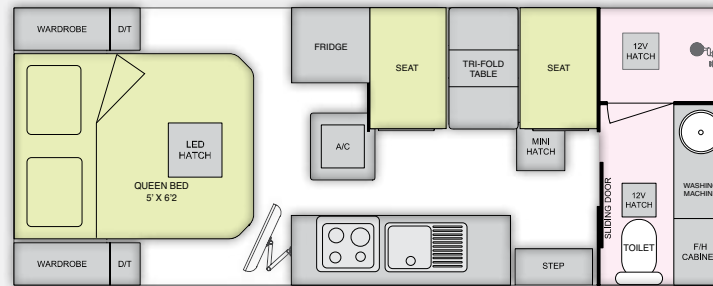 WARDROBE
D/T
FRIDGE
SEAT
TRI-FOLD
TABLE
SEAT
12V
HATCH
LED
HATCH
A/C
MINI
HATCH
QUEEN BED
5' X 6'2
SLIDING DOOR
12V
HATCH
WASHIN
MACHIN
TOILET
F/H
CABINE
WARDROBE
D/T
STEP